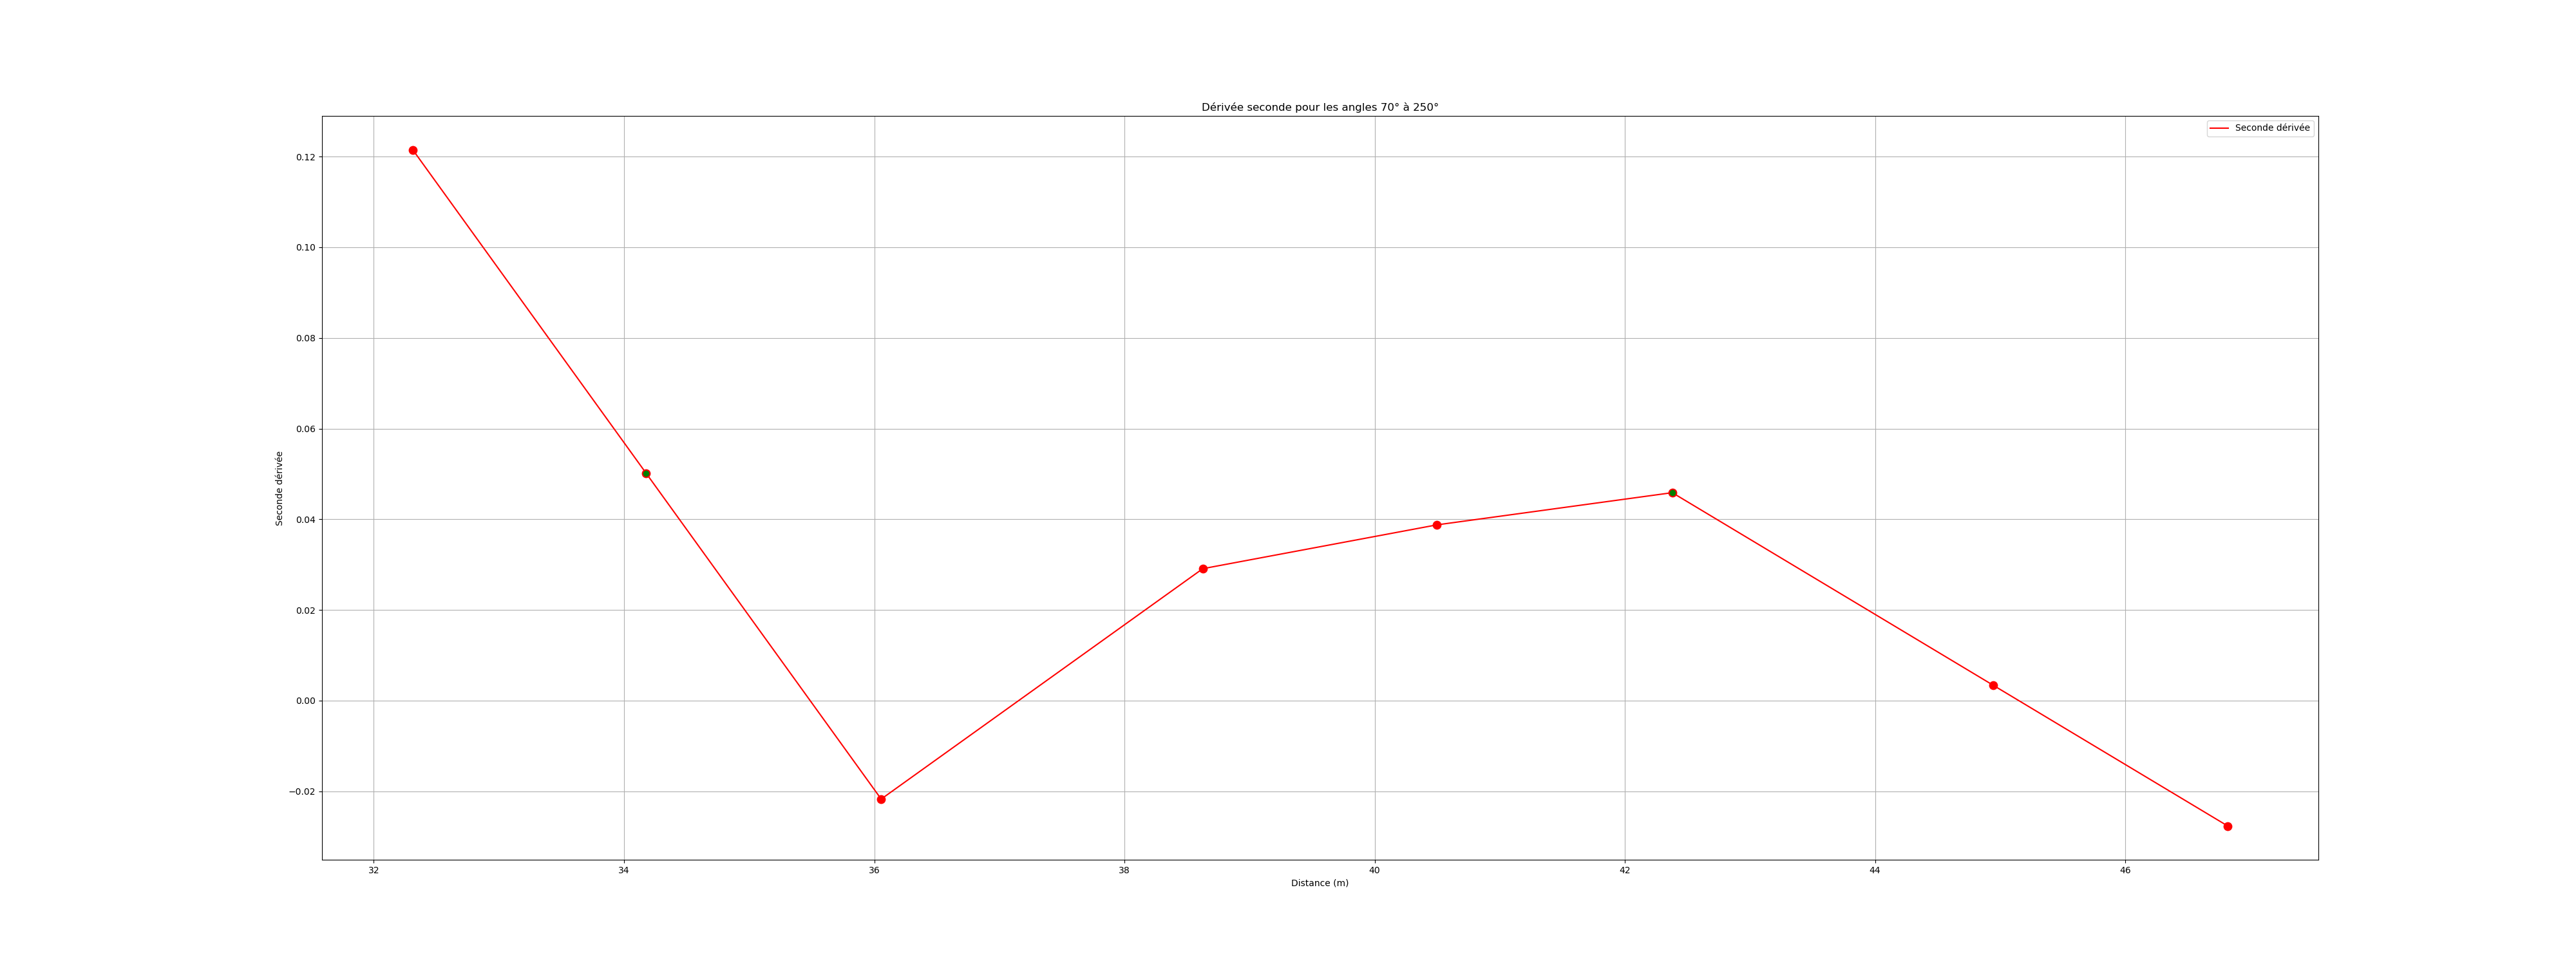 Dérivée seconde pour les angles 70° à 250°
Seconde dérivée
0.12
0.10
0.08
0.06
0.04
0.02
0.00
−0.02
Seconde dérivée
32 34 36 38 40 42 44 46
Distance (m)